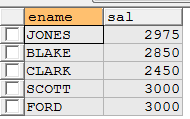 ename sal
JONES 2975
BLAKE 2850
CLARK 2450
SCOTT 3000
FORD 3000